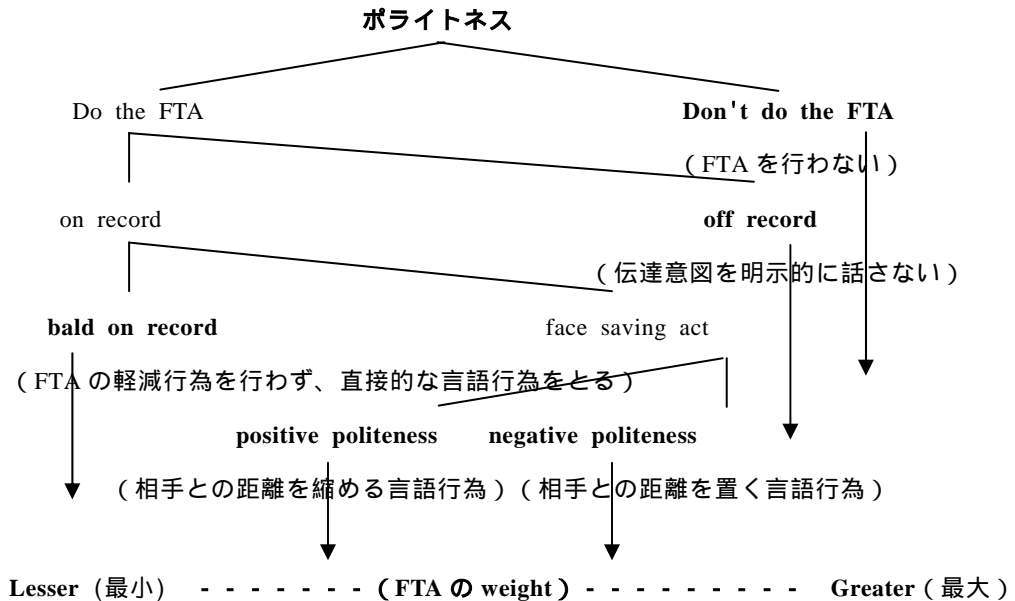 ポライトネス
Do the FTA Don't do the FTA
(FTA を行わない)
on record off record
(伝達意図を明示的に話さない)
bald on record face saving act
(FTA の軽減行為を行わず、直接的な言語行為をとる)
positive politeness negative politeness
(相手との距離を縮める言語行為)(相手との距離を置く言語行為)
Lesser (最小) - - - - - - - (FTA の weight) - - - - - - - - - Greater(最大)